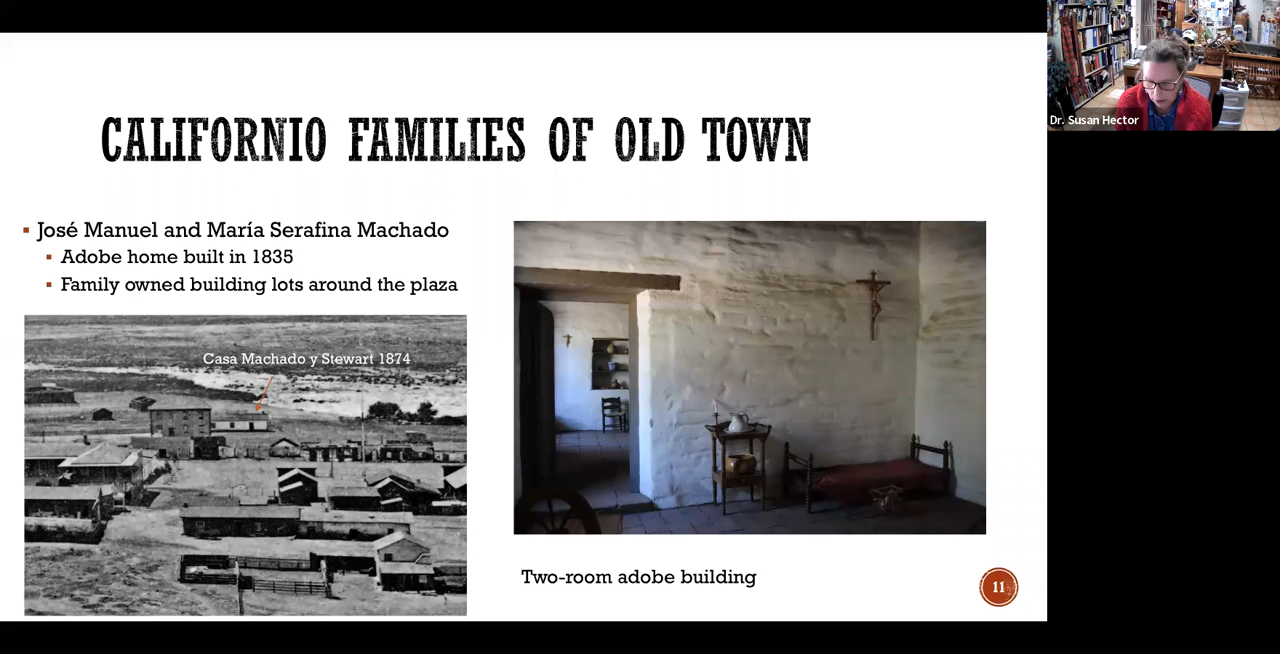 CALIFORNIO FAMILIES OF OLD TOWN
José Manuel and María Serafina Machado
Adobe home built in 1835
Family owned building lots around the plaza
Casa Machado y Stewart 1874
Two-room adobe building
11
Dr. Susan Hector